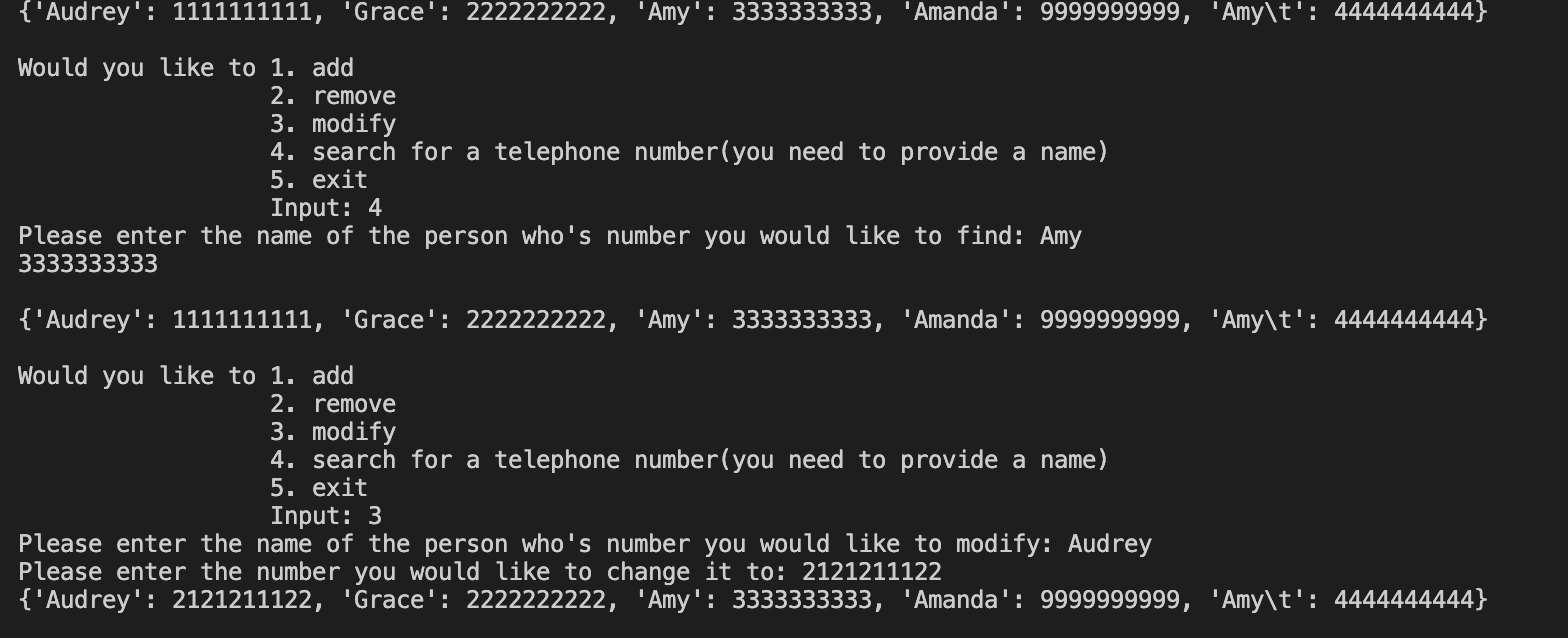 {'Audrey': 1111111111, 'Grace': 2222222222, 'Amy': 3333333333, 'Amanda': 9999999999, 'Amy\t': 4444444444}
Would you like to 1. add
2. remove
3. modify
4. search for a telephone number(you need to provide a name)
5. exit
Input: 4
Please enter the name of the person who's number you would like to find: Amy
3333333333
{'Audrey': 1111111111, 'Grace': 2222222222, 'Amy': 3333333333, 'Amanda': 9999999999, 'Amy\t': 4444444444}
Would you like to 1. add
2. remove
3. modify
4. search for a telephone number(you need to provide a name)
5. exit
Input: 3
Please enter the name of the person who's number you would like to modify: Audrey
Please enter the number you would like to change it to: 2121211122
{'Audrey': 2121211122, 'Grace': 2222222222, 'Amy': 3333333333, 'Amanda': 9999999999, 'Amy\t': 4444444444}